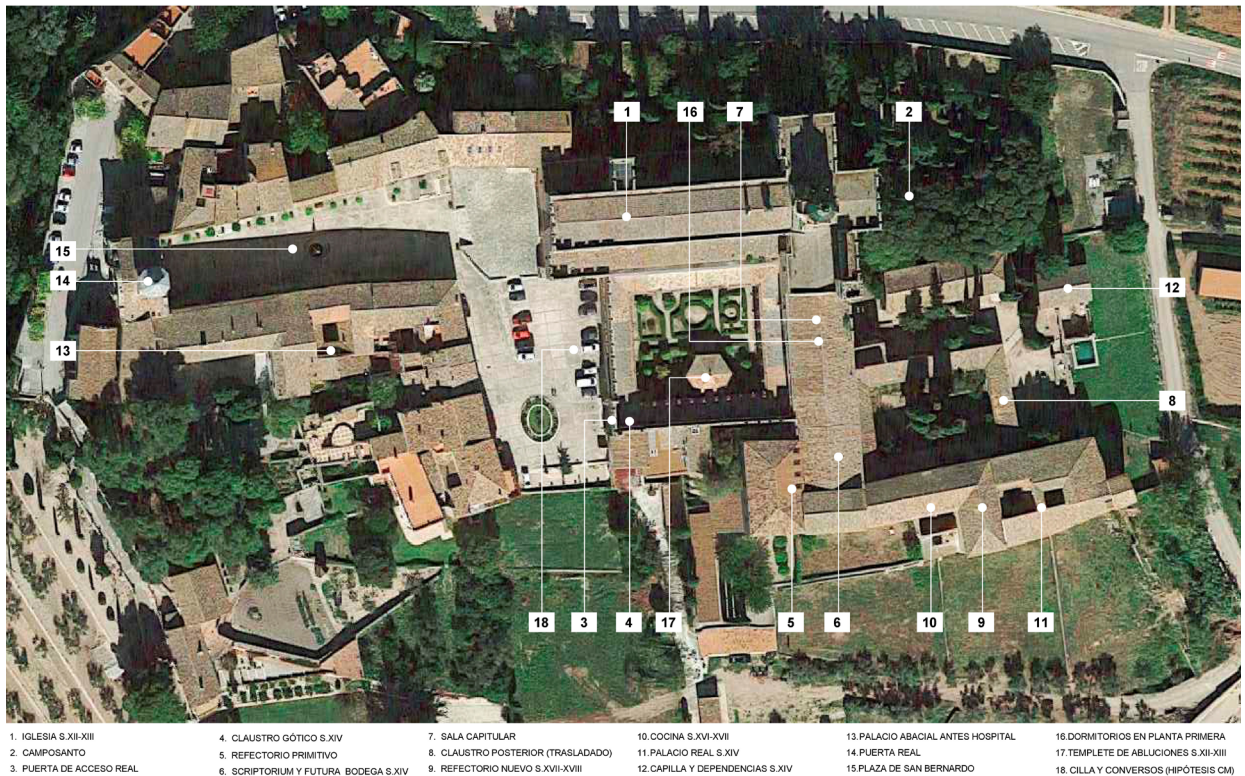 1
16
7
2
15
14
12
13
8
18
3
4
17
5
6
10
9
11
1. IGLESIA S.XII-XIII
2. CAMPOSANTO
3. PUERTA DE ACCESO REAL
4. CLAUSTRO GÓTICO S.XIV
5. REFECTORIO PRIMITIVO
6. SCRIPTORIUM Y FUTURA BODEGA S.XIV
7. SALA CAPITULAR
8. CLAUSTRO POSTERIOR (TRASLADADO)
9. REFECTORIO NUEVO S.XVII-XVIII
10.COCINA S.XVI-XVII
11.PALACIO REAL S.XIV
12.CAPILLA Y DEPENDENCIAS S.XIV
13.PALACIO ABACIAL ANTES HOSPITAL
14.PUERTA REAL
15.PLAZA DE SAN BERNARDO
16.DORMITORIOS EN PLANTA PRIMERA
17.TEMPLETE DE ABLUCIONES S.XII-XIII
18. CILLA Y CONVERSOS (HIPÓTESIS CM)